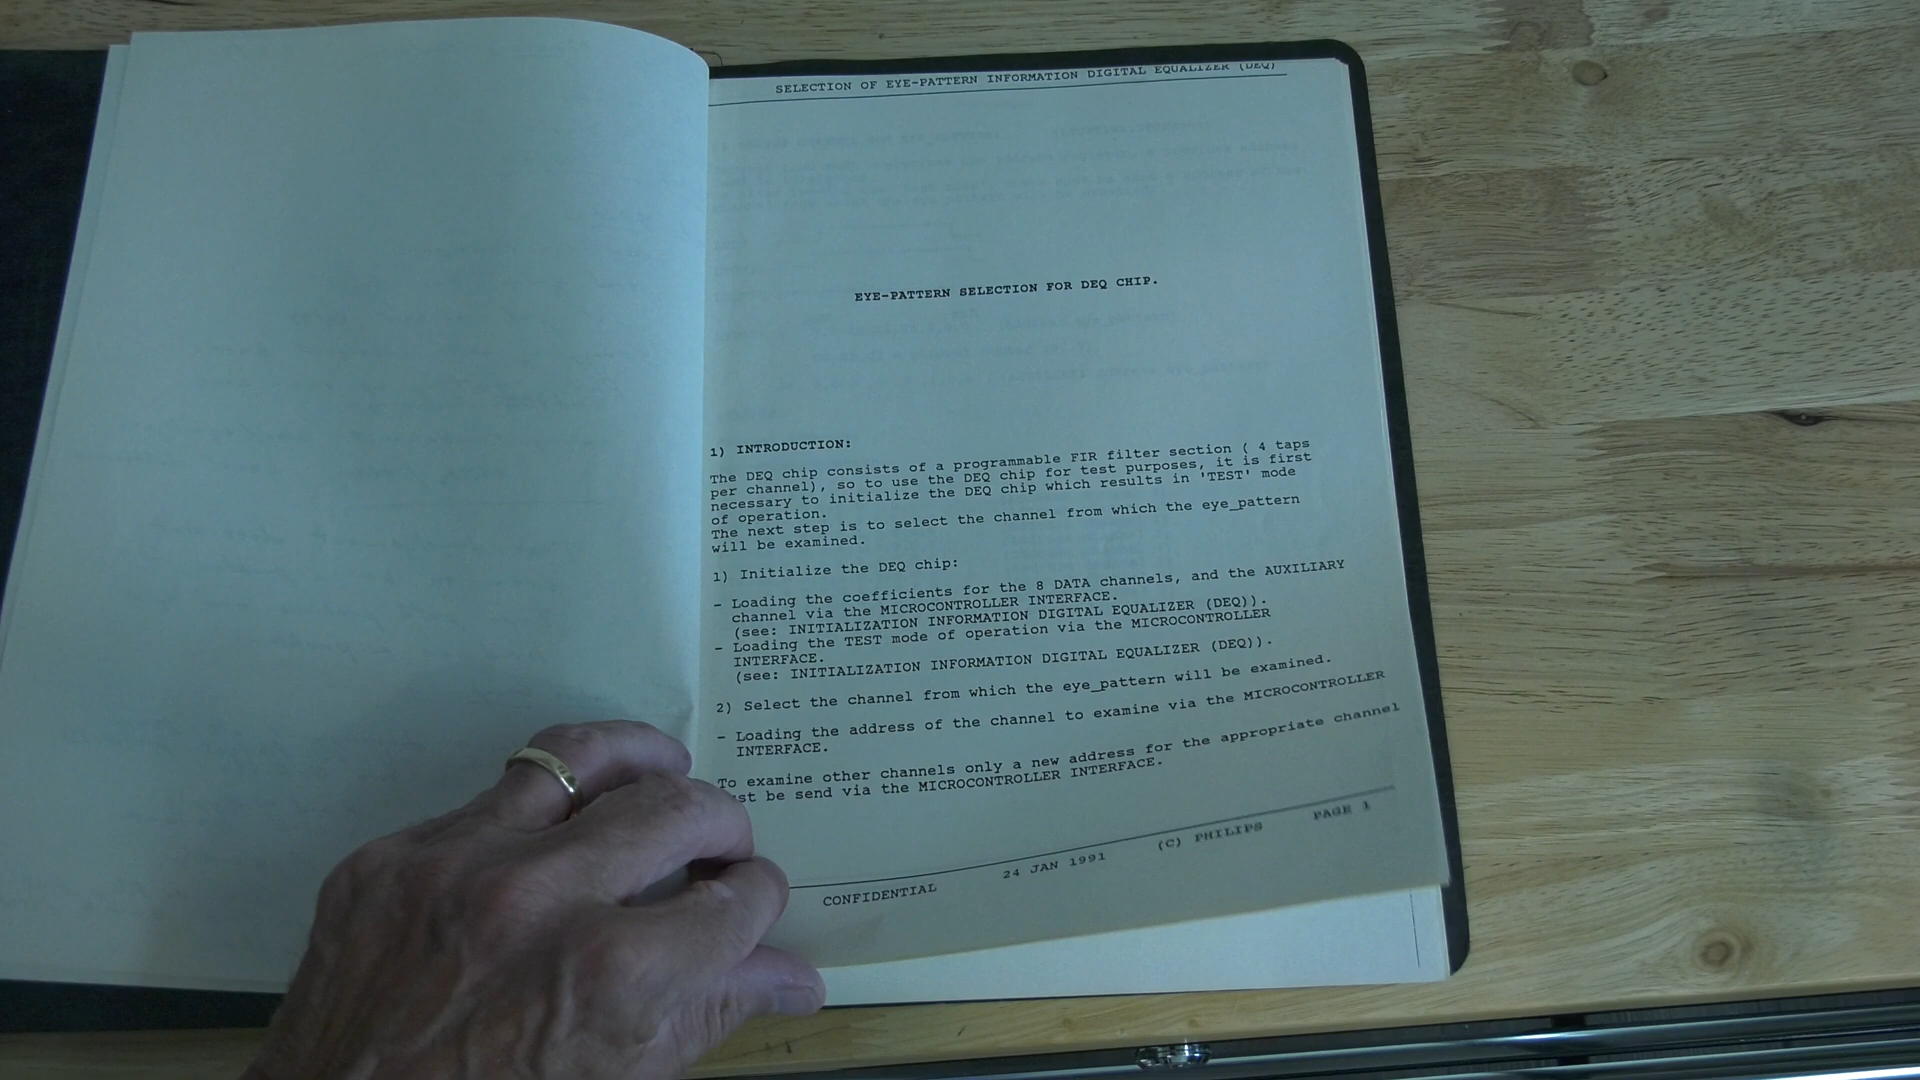 SELECTION OF EYE-PATTERN INFORMATION DIGITAL EQUALIZER (DEQ)
EYE-PATTERN SELECTION FOR DEQ CHIP.
1) INTRODUCTION:
The DEQ chip consists of a programmable FIR filter section ( 4 taps
per channel), so to use the DEQ chip for test purposes, it is first
necessary to initialize the DEQ chip which results in 'TEST' mode
of operation.
The next step is to select the channel from which the eye_pattern
will be examined.
1) Initialize the DEQ chip:
- Loading the coefficients for the 8 DATA channels, and the AUXILIARY
channel via the MICROCONTROLLER INTERFACE.
(see: INITIALIZATION INFORMATION DIGITAL EQUALIZER (DEQ)).
- Loading the TEST mode of operation via the MICROCONTROLLER
INTERFACE.
(see: INITIALIZATION INFORMATION DIGITAL EQUALIZER (DEQ)).
2) Select the channel from which the eye_pattern will be examined.
- Loading the address of the channel to examine via the MICROCONTROLLER
INTERFACE.
To examine other channels only a new address for the appropriate channel
ust be send via the MICROCONTROLLER INTERFACE.
CONFIDENTIAL 24 JAN 1991 (C) PHILIPS PAGE 1